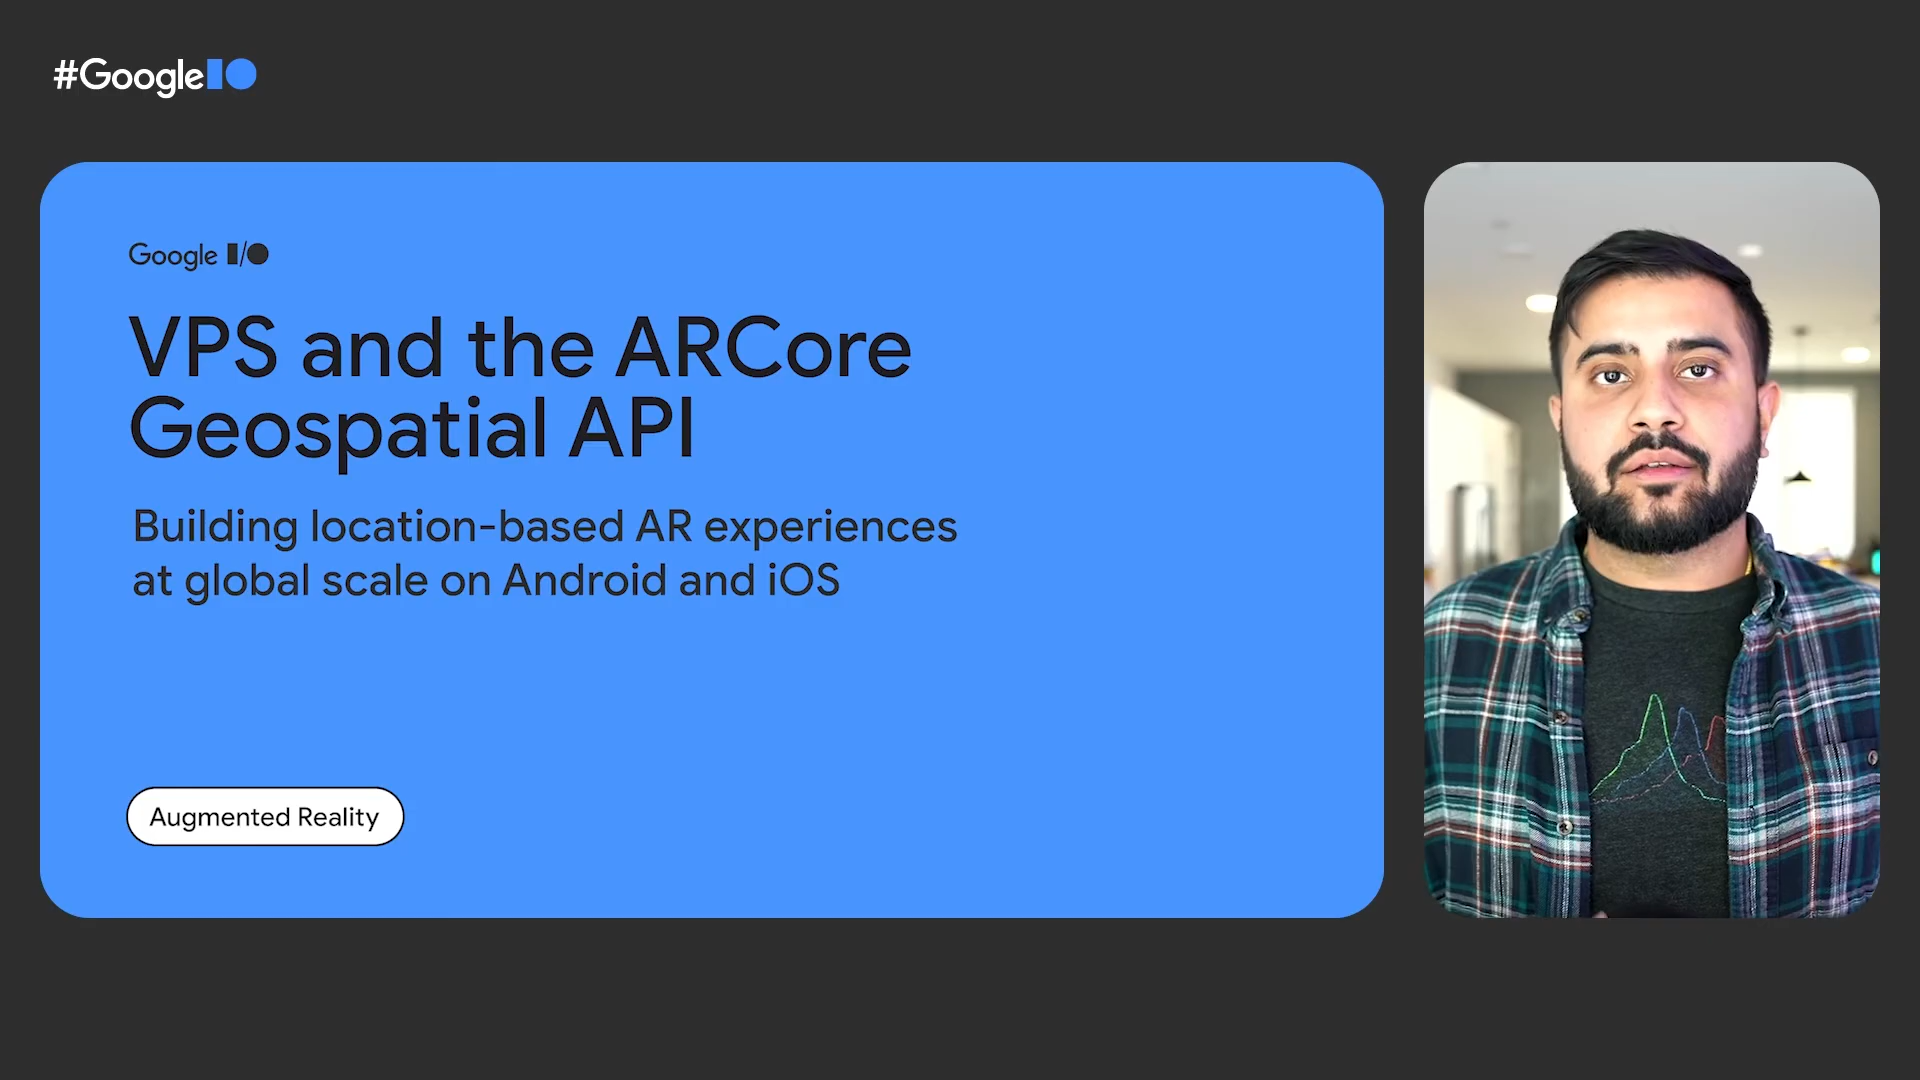 #GoogleIO
Google I/O
VPS and the ARCore
Geospatial API
Building location-based AR experiences
at global scale on Android and iOS
Augmented Reality